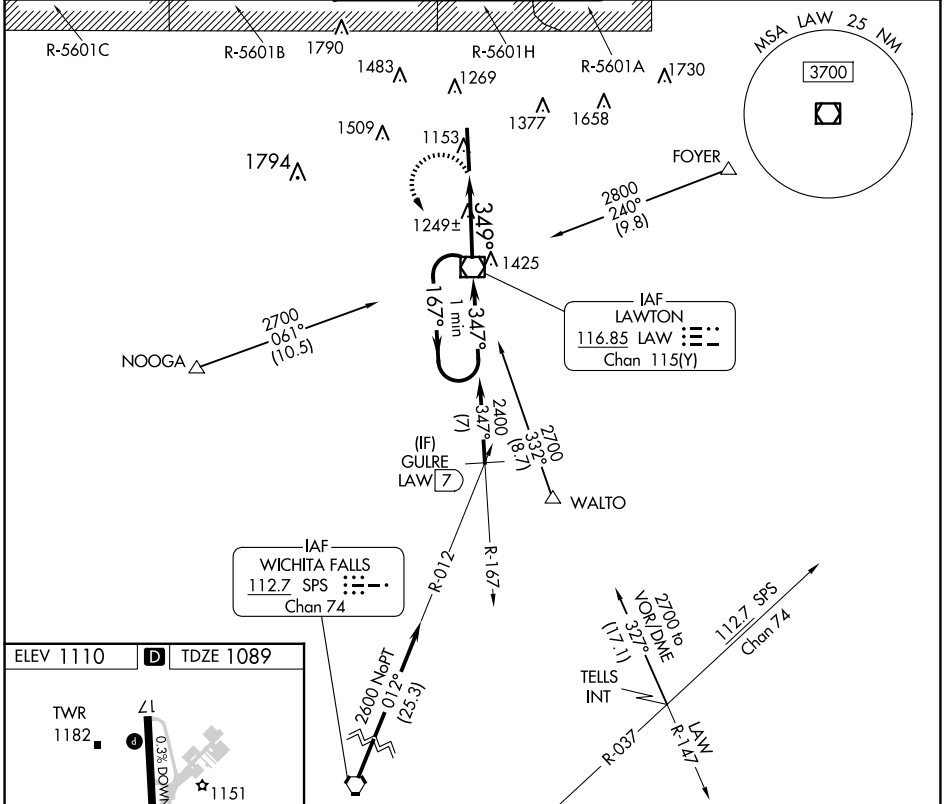 R-5601C
R-5601B
1790
R-5601H
R-5601A
MSA LAW 25 NM
3700
1483
1269
1730
1509
1153
1377
1658
1794
FOYER
2800
240°
(9.8)
1249±
349°
1425
IAF
LAWTON
116.85 LAW
Chan 115(Y)
2700
061°
(10.5)
NOOGA
167°
1 min
347°
2400
347°
(7)
2700
332°
(8.7)
(IF)
GULRE
LAW 7
WALTO
IAF
WICHITA FALLS
112.7 SPS
Chan 74
R-012
R-167
2700 to
VOR/DME
327°
(17.1)
112.7 SPS
Chan 74
TELLS
INT
R-037
LAW
R-147
2600 NoPT
012°
(25.3)
ELEV 1110
D
TDZE 1089
TWR
1182
P
17
0.3% DOWN
1151